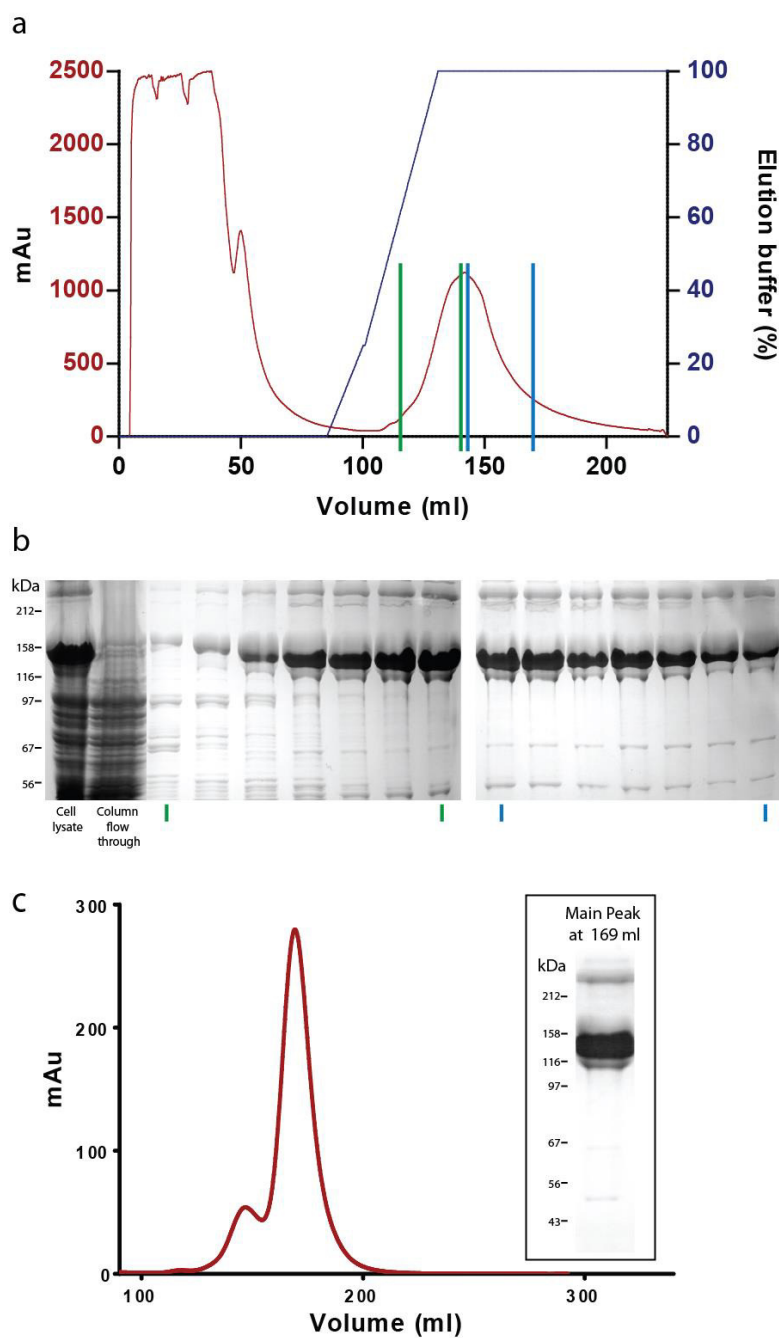 a
2500
2000
1500
1000
500
0
mAu
100
80
60
40
20
0
Elution buffer (%)
0 50 100 150 200
Volume (ml)
b
kDa
212
158
116
97
67
56
Cell lysate
Column flow through
c
300
200
100
0
mAu
100 200 300
Volume (ml)
Main Peak
at 169 ml
kDa
212
158
116
97
67
56
43